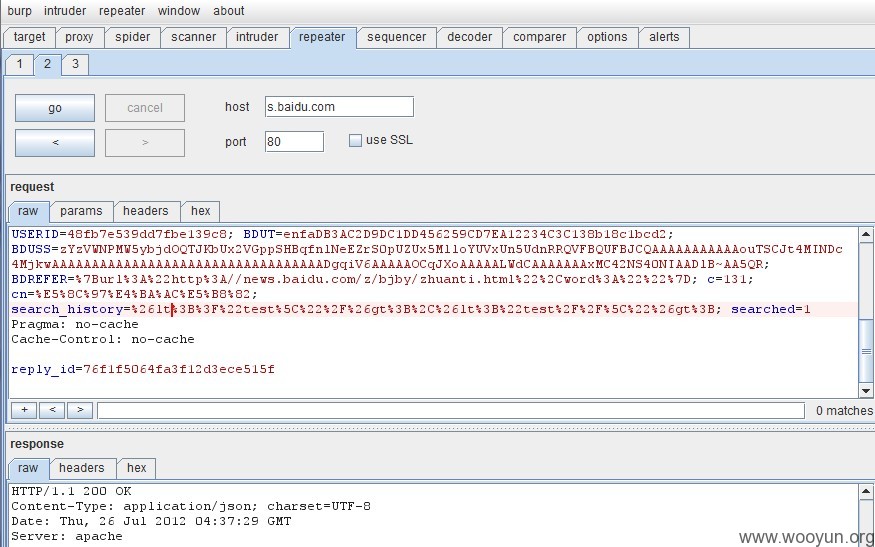 burp intruder repeater window about
target proxy spider scanner intruder repeater sequencer decoder comparer options alerts
1 2 3
go cancel host s.baidu.com
< > port 80 use SSL
request
raw params headers hex
USERID=48fb7e539dd7fbe139c8; BDUT=enfaDB3AC2D9DC1DD456259CD7EA12234C3C138b18c1bcd2;
BDUSS=zYzVWNPMW5ybjdOQTJKbUx2VGppSHBqfnlNeEZrS0pUZUx5M1loYUVxUn5UdnRRQVFBQUFBJCQAAAAAAAAAAAouTSCJt4MINDc
4MjkwAAAAAAAAAAAAAAAAAAAAAAAAAAAAAAAAADgqiV6AAAAAOCqJXoAAAAALWdCAAAAAAAxMC42NS40NIAAD1B~AA5QR;
BDREFER=%7Burl%3A%22http%3A//news.baidu.com/z/bjby/zhuanti.html%22%2Cword%3A%22%22%7D; c=131;
cn=%E5%8C%97%E4%BA%AC%E5%B8%82;
search_history=%26lt%3B%3F%22test%5C%22%2F%26gt%3B%2C%26lt%3B%22test%2F%2F%5C%22%26gt%3B; searched=1
Pragma: no-cache
Cache-Control: no-cache
reply_id=76f1f5064fa3f12d3ece515f
+ < > 0 matches
response
raw headers hex
HTTP/1.1 200 OK
Content-Type: application/json; charset=UTF-8
Date: Thu, 26 Jul 2012 04:37:29 GMT
Server: apache
www.wooyun.org